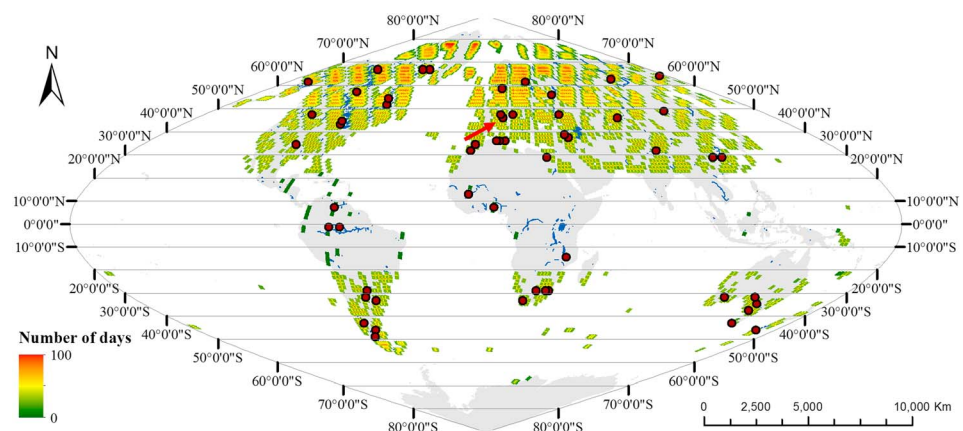 80°0'0"N 80°0'0"N
N
70°0'0"N 70°0'0"N
60°0'0"N 60°0'0"N
50°0'0"N 50°0'0"N
40°0'0"N 40°0'0"N
30°0'0"N 30°0'0"N
20°0'0"N 20°0'0"N
10°0'0"N 10°0'0"N
0°0'0" 0°0'0"
10°0'0"S 10°0'0"S
20°0'0"S 20°0'0"S
30°0'0"S 30°0'0"S
40°0'0"S 40°0'0"S
Number of days
50°0'0"S 50°0'0"S
100
60°0'0"S 60°0'0"S
70°0'0"S 70°0'0"S
0 2,500 5,000 10,000 Km
0
80°0'0"S 80°0'0"S